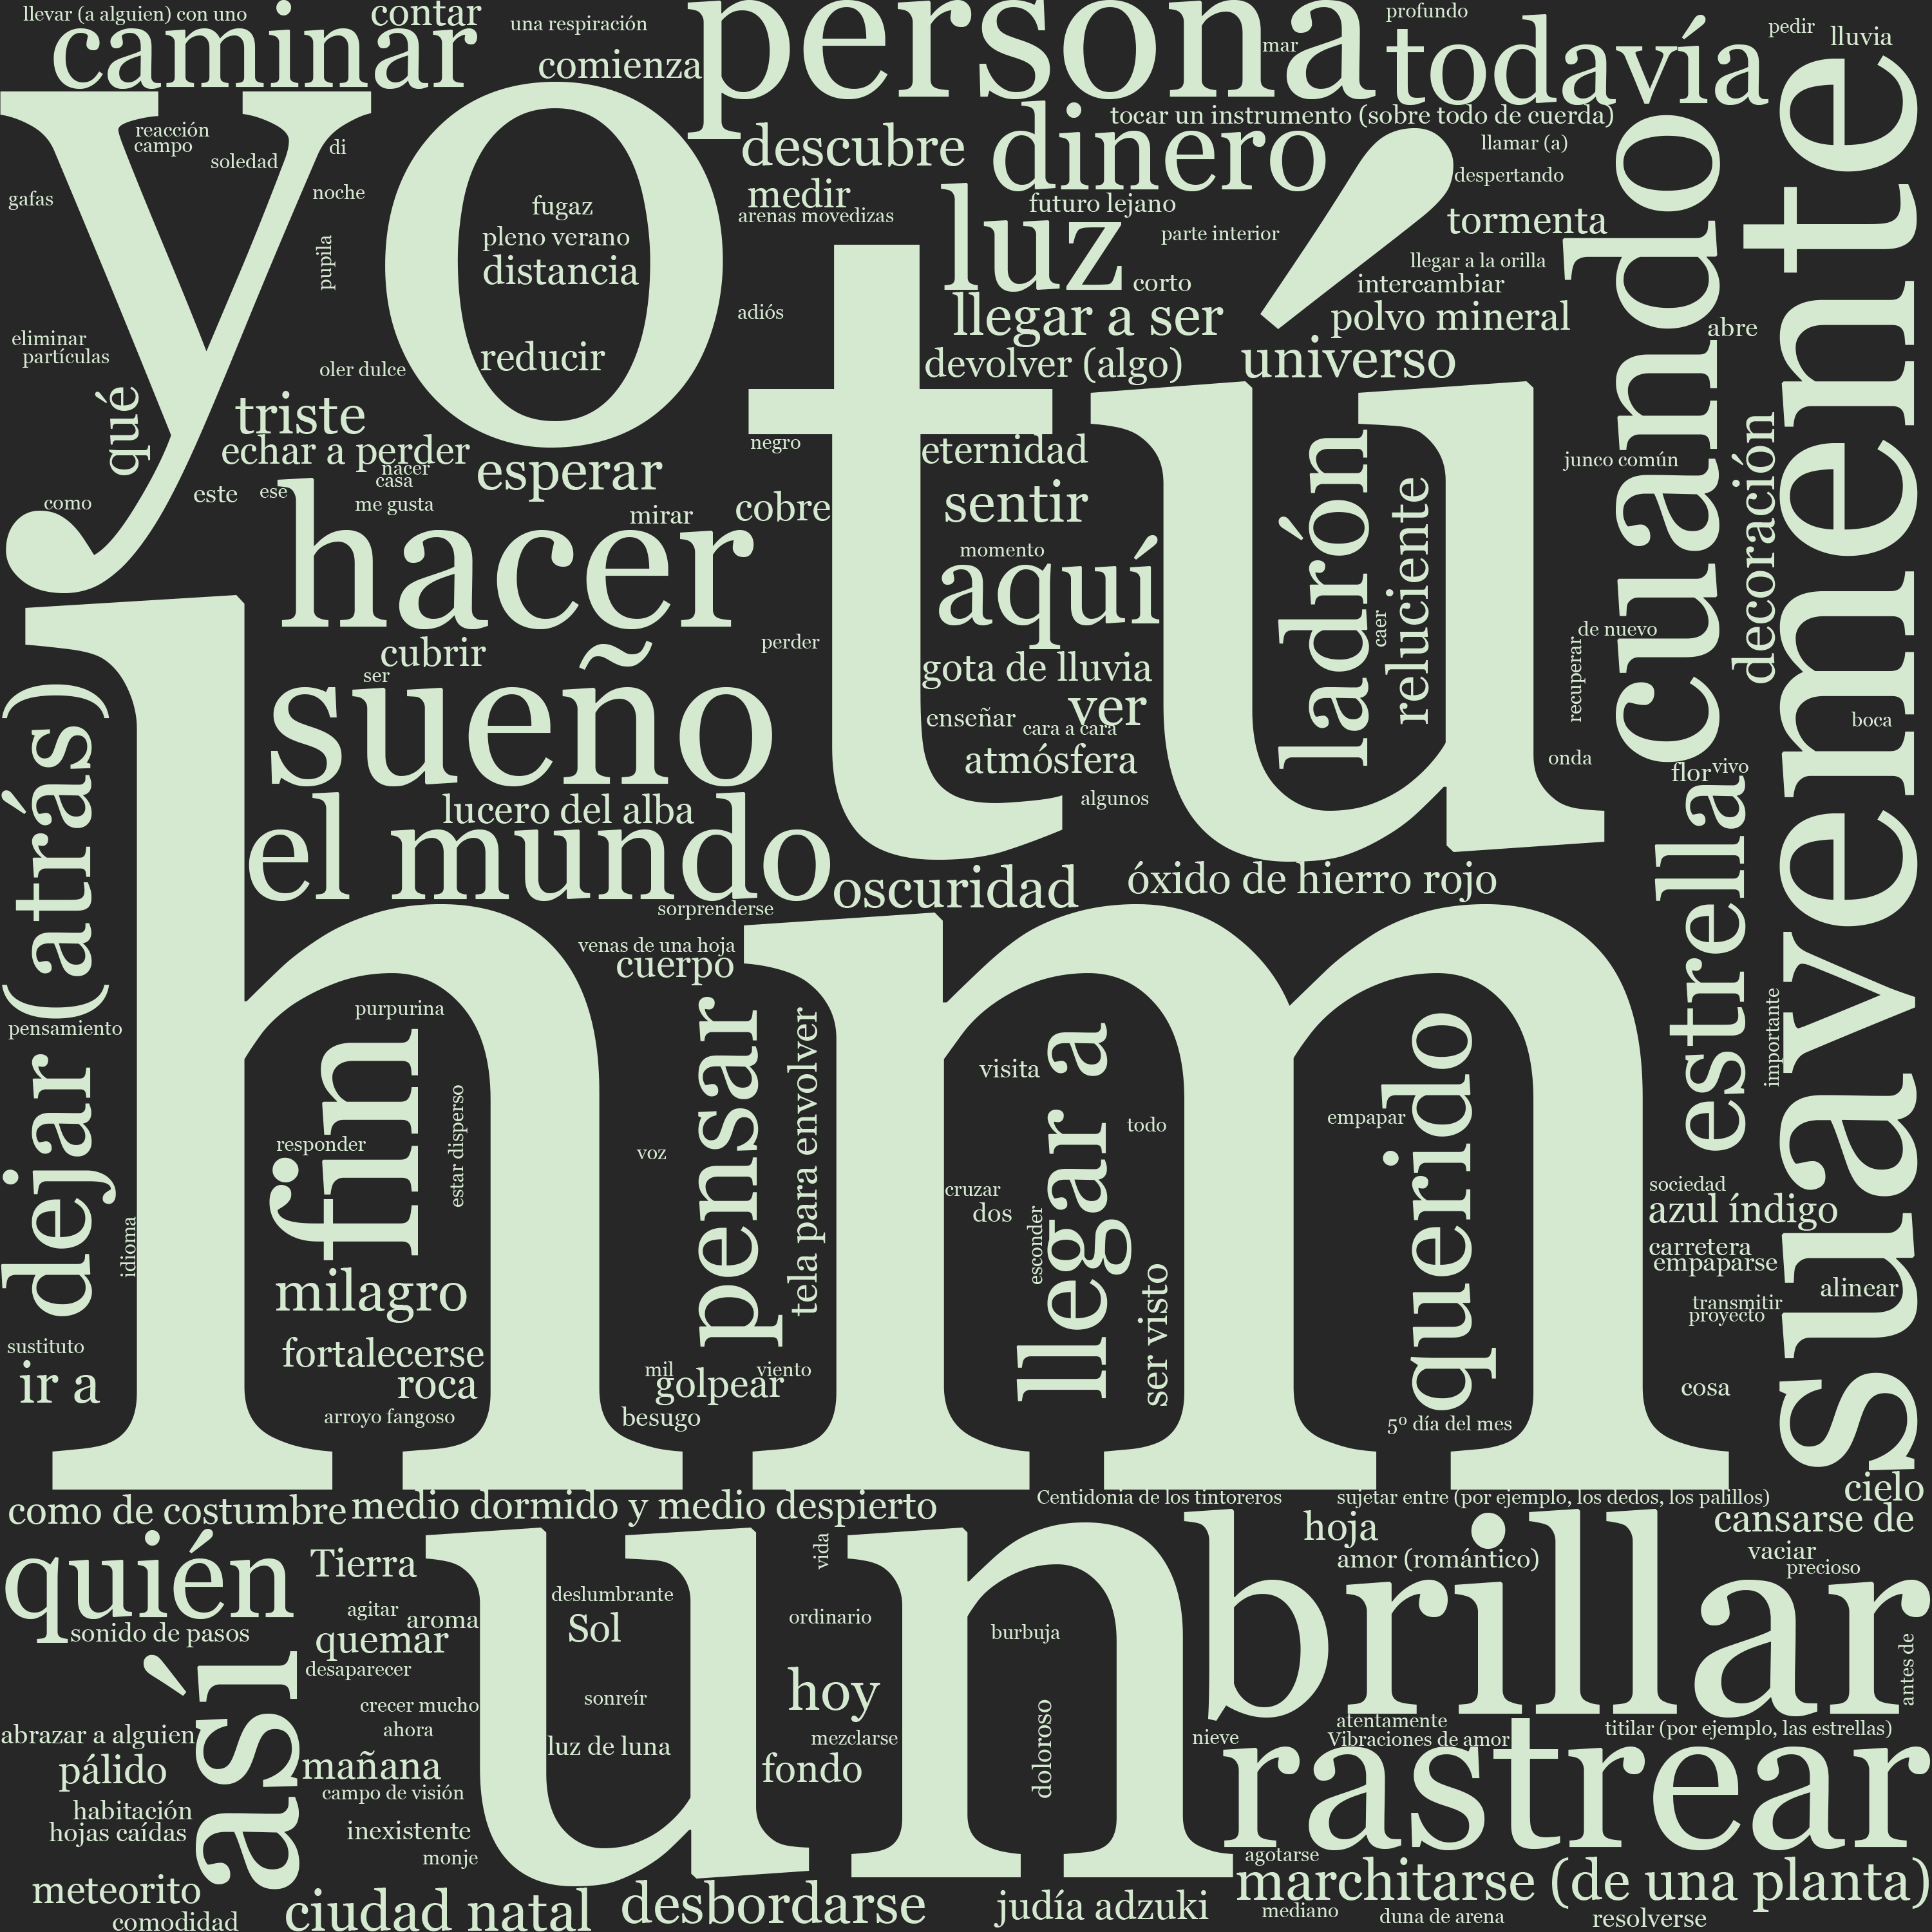 llevar (a alguien) con uno
contar
una respiración
persona
profundo
pedir
lluvia
caminar
comienza
mar
todavía
yo
tocar un instrumento (sobre todo de cuerda)
reacción
campo
soledad
di
descubre
dinero
llamar (a)
despertando
gafas
noche
fugaz
medir
arenas movedizas
futuro lejano
luz
parte interior
tormenta
pleno verano
distancia
pupila
corto
llegar a la orilla
intercambiar
adiós
llegar a ser
polvo mineral
abre
eliminar
partículas
reducir
oler dulce
devolver (algo)
universo
tú
cuando
suavemente
qué
triste
echar a perder
nacer
casa
me gusta
negro
eternidad
ladrón
reluciente
junco común
decoración
esperar
como
este
ese
mirar
cobre
sentir
hacer
momento
aquí
caer
de nuevo
recuperar
cubrir
perder
ser
sueño
gota de lluvia
enseñar
ver
cara a cara
boca
dejar (atrás)
atmósfera
onda
flor
vivo
lucero del alba
algunos
el mundo
oscuridad
óxido de hierro rojo
estrella
sorprenderse
venas de una hoja
cuerpo
hm
pensamiento
purpurina
fin
pensar
tela para envolver
visita
llegar a
querido
importante
responder
estar disperso
voz
todo
empapar
cruzar
dos
sociedad
azul índigo
idioma
esconder
carretera
empaparse
milagro
ser visto
alinear
transmitir
proyecto
sustituto
fortalecerse
ir a
roca
mil
viento
golpear
cosa
arroyo fangoso
besugo
5º día del mes
como de costumbre
medio dormido y medio despierto
Centidonia de los tintoreros
sujetar entre (por ejemplo, los dedos, los palillos)
cielo
quién
Tierra
vida
hoja
cansarse de
amor (romántico)
vaciar
precioso
un
brillar
deslumbrante
agitar
aroma
Sol
ordinario
burbuja
sonido de pasos
quemar
antes de
así
desaparecer
crecer mucho
sonreír
hoy
doloroso
ahora
abrazar a alguien
luz de luna
mezclarse
nieve
atentamente
Vibraciones de amor
titilar (por ejemplo, las estrellas)
pálido
mañana
fondo
rastrear
campo de visión
habitación
hojas caídas
inexistente
monje
agotarse
meteorito
marchitarse (de una planta)
comodidad
ciudad natal
desbordarse
judía adzuki
mediano
duna de arena
resolverse